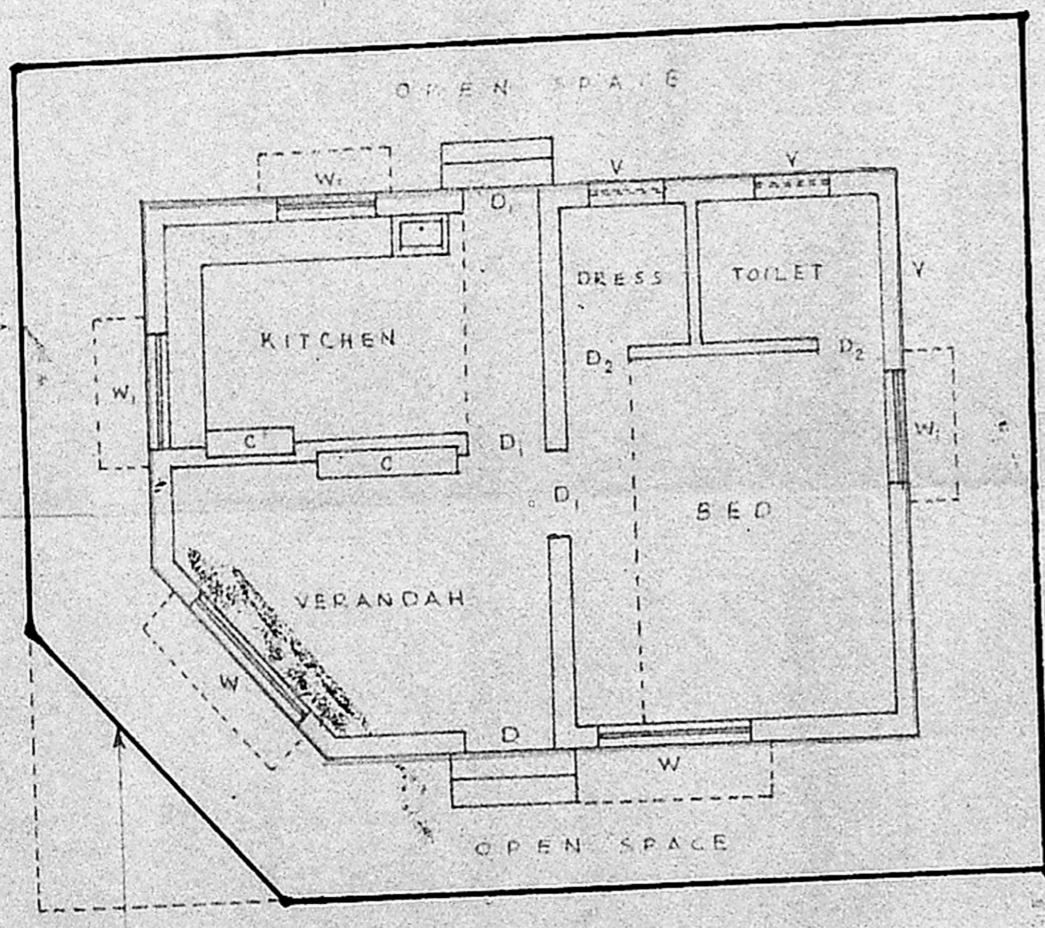 OPEN SPACE
W₁
D₁
V
V
DRESS
TOILET
V
KITCHEN
D₂
D₂
W₁
W₁
C
C
D₁
D₁
BED
VERANDAH
W
D
W
OPEN SPACE